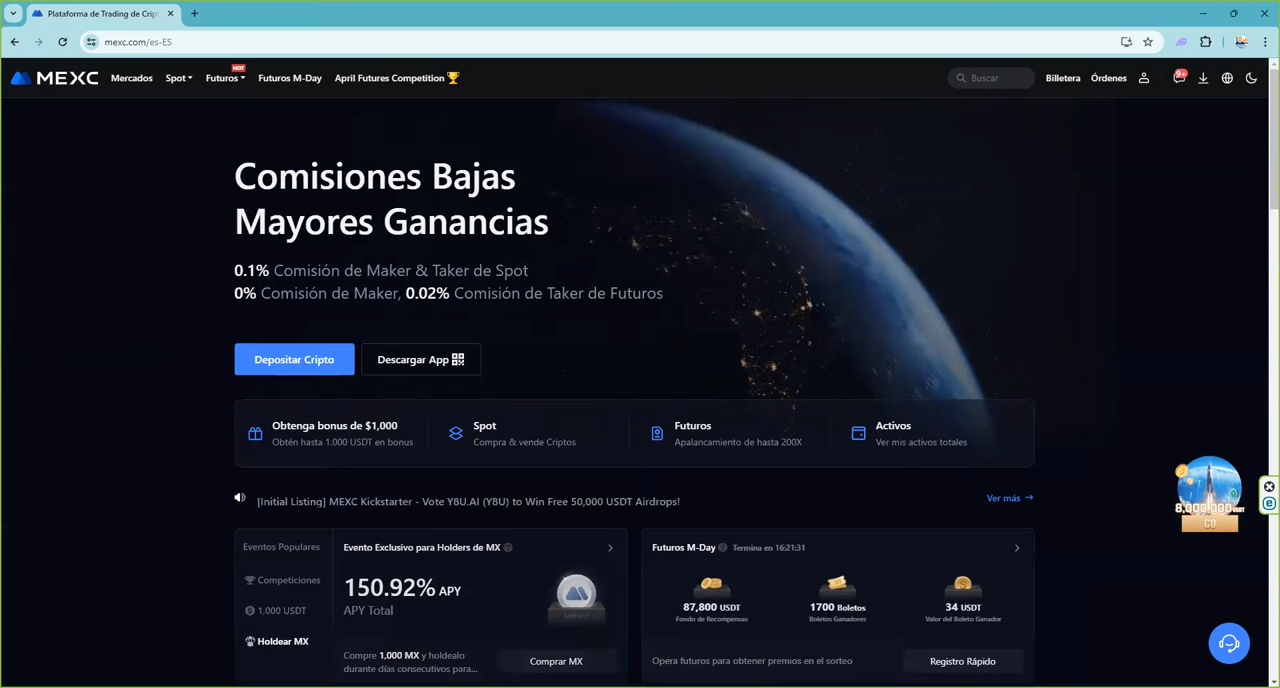 Plataforma de Trading de Crip
mexc.com/es-ES
MEXC
Mercados
Spot
Futuros
HOT
Futuros M-Day
April Futures Competition
Buscar
Billetera
Órdenes
9+
Comisiones Bajas
Mayores Ganancias
0.1% Comisión de Maker & Taker de Spot
0% Comisión de Maker, 0.02% Comisión de Taker de Futuros
Depositar Cripto
Descargar App
Obtenga bonus de $1,000
Obtén hasta 1,000 USDT en bonus
Spot
Compra & vende Criptos
Futuros
Apalancamiento de hasta 200X
Activos
Ver mis activos totales
[Initial Listing] MEXC Kickstarter - Vote Y8U.AI (Y8U) to Win Free 50,000 USDT Airdrops!
Ver más →
8,000,000 USDT
GO
Eventos Populares
Competiciones
1,000 USDT
Holdear MX
Evento Exclusivo para Holders de MX
150.92% APY
APY Total
MEXC
Compre 1,000 MX y holdealo
durante días consecutivos para...
Comprar MX
Futuros M-Day
Termina en 16:21:31
87,800 USDT
Fondo de Recompensas
1700 Boletos
Boletos Ganadores
34 USDT
Valor del Boleto Ganador
Opera futuros para obtener premios en el sorteo
Registro Rápido